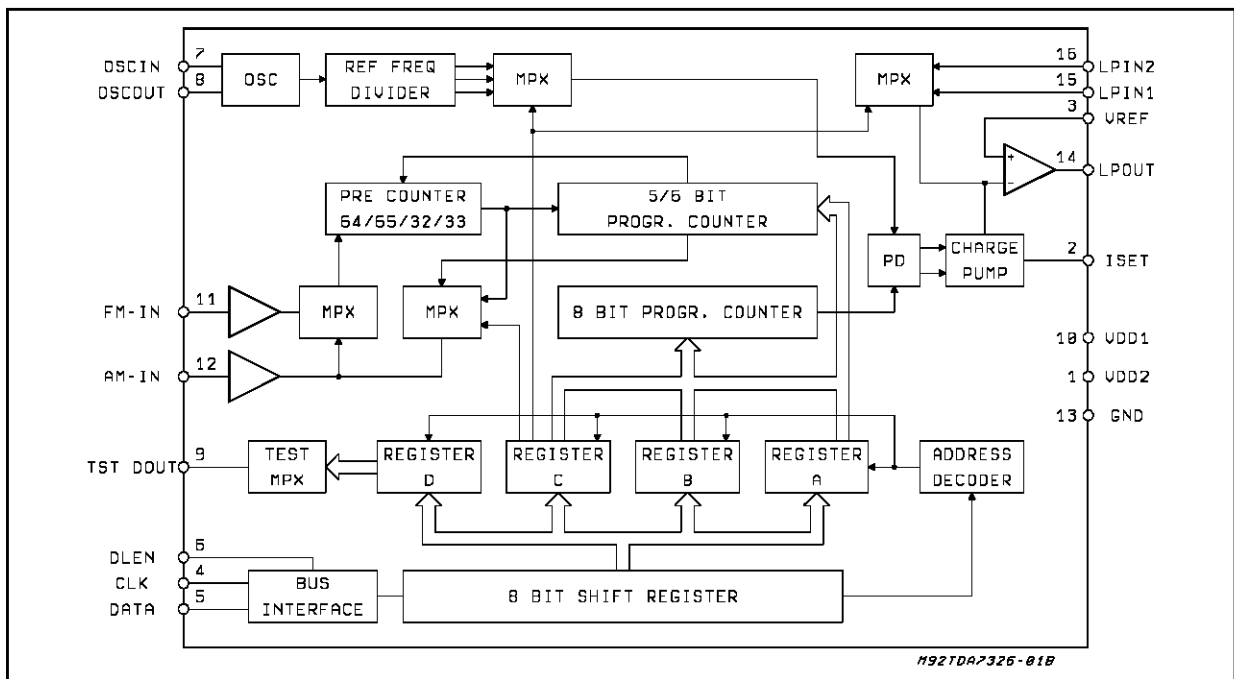 7
OSCIN
8
OSCOUT
OSC
REF FREQ
DIVIDER
MPX
MPX
16
LPIN2
15
LPIN1
3
VREF
+
-
14
LPOUT
PRE COUNTER
64/65/32/33
5/6 BIT
PROGR. COUNTER
PD
CHARGE
PUMP
2
ISET
11
FM-IN
MPX
MPX
8 BIT PROGR. COUNTER
10
VDD1
12
AM-IN
1
VDD2
13
GND
9
TST DOUT
TEST
MPX
REGISTER
D
REGISTER
C
REGISTER
B
REGISTER
A
ADDRESS
DECODER
6
DLEN
4
CLK
5
DATA
BUS
INTERFACE
8 BIT SHIFT REGISTER
M92TDA7326-01B